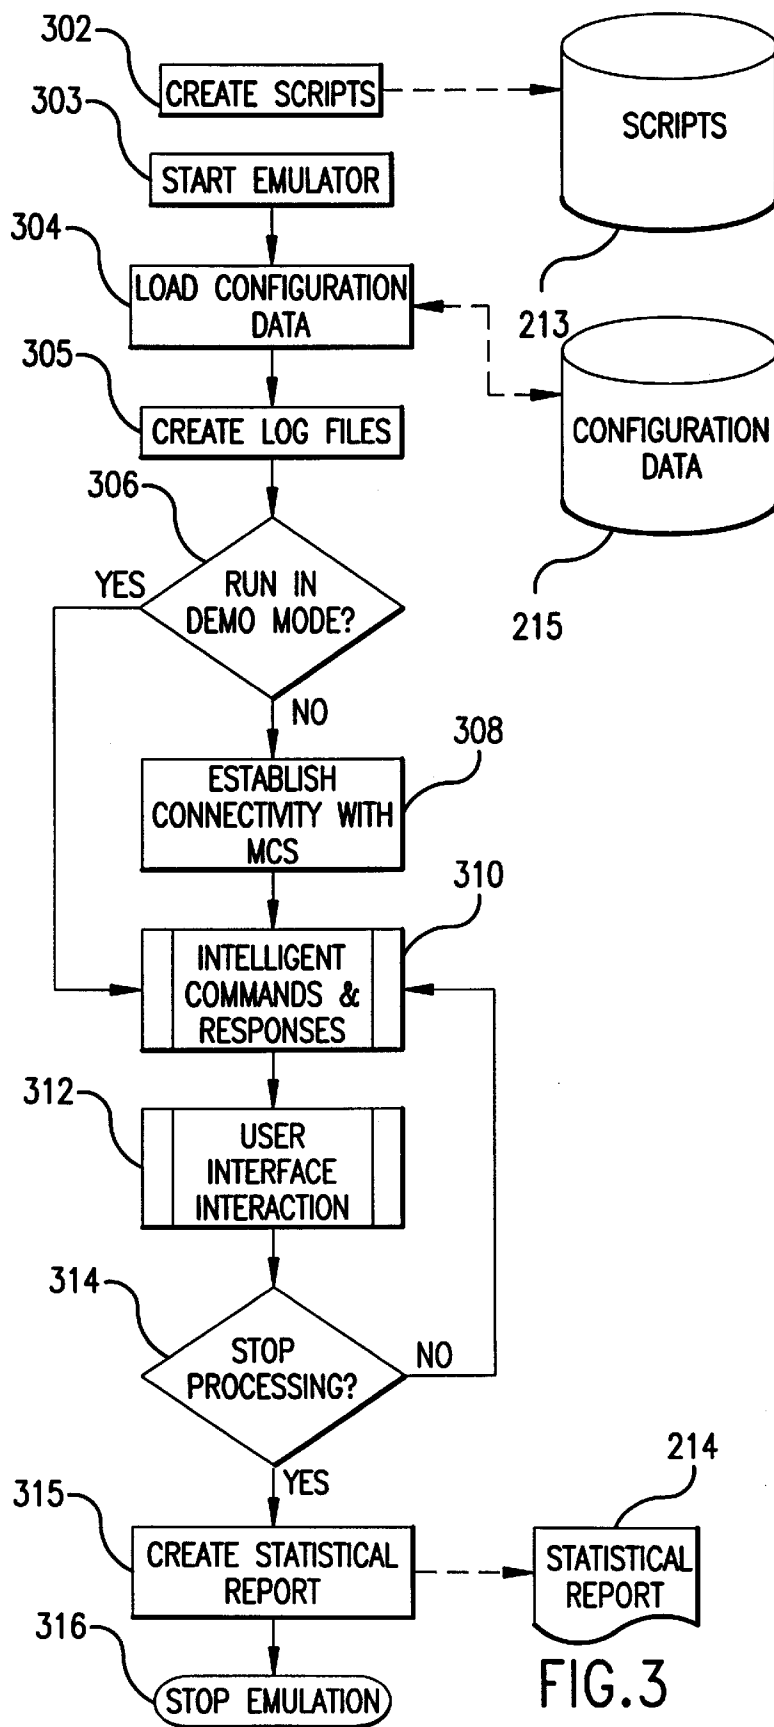 302
CREATE SCRIPTS
SCRIPTS
303
START EMULATOR
213
304
LOAD CONFIGURATION
DATA
305
CREATE LOG FILES
CONFIGURATION
DATA
215
306
YES
RUN IN
DEMO MODE?
NO
308
ESTABLISH
CONNECTIVITY WITH
MCS
310
INTELLIGENT
COMMANDS &
RESPONSES
312
USER
INTERFACE
INTERACTION
314
STOP
PROCESSING?
NO
YES
315
CREATE STATISTICAL
REPORT
214
STATISTICAL
REPORT
316
STOP EMULATION
FIG.3